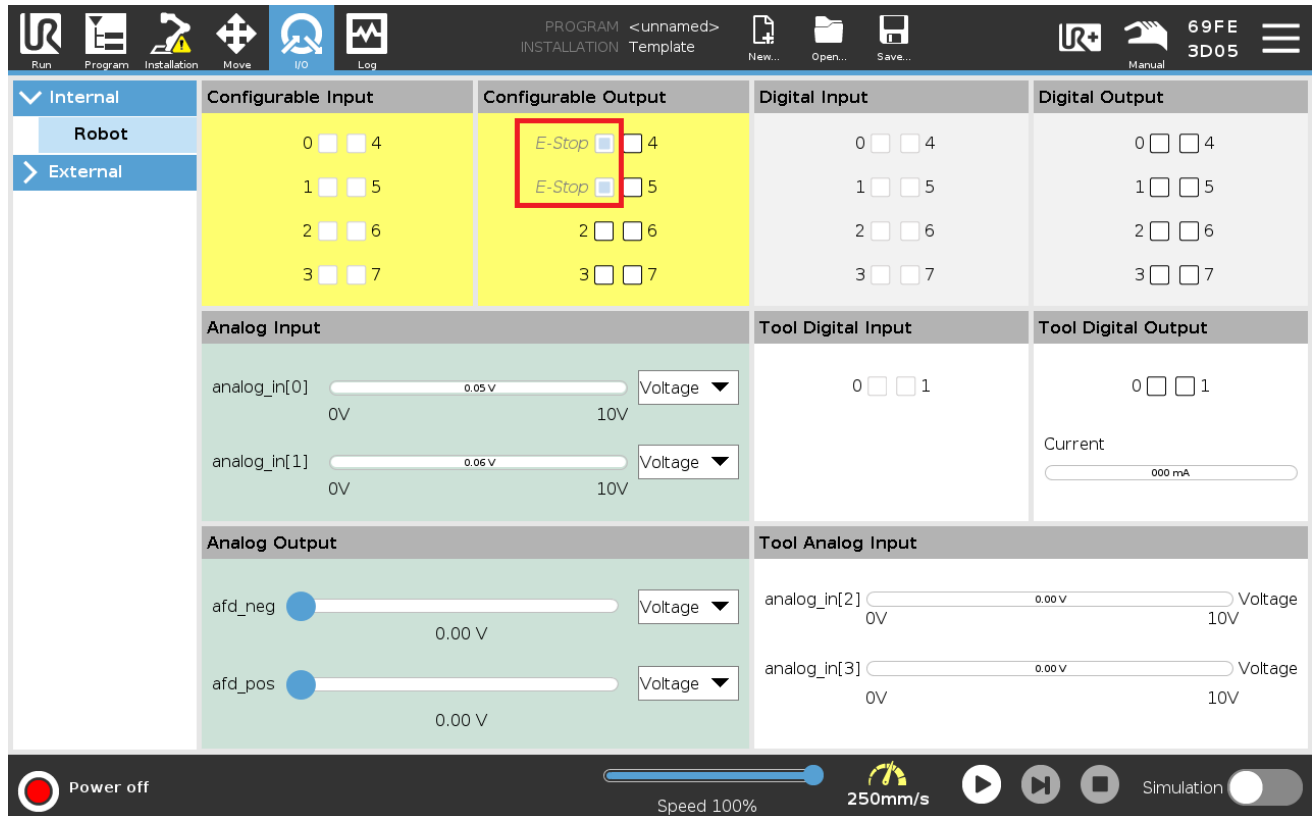 PROGRAM <unnamed>
INSTALLATION Template
UR
Run
Program
Installation
Move
I/O
Log
New...
Open...
Save...
UR+
Manual
69FE
3D05
Internal
Robot
External
Configurable Input
0 4
1 5
2 6
3 7
Configurable Output
E-Stop 4
E-Stop 5
2 6
3 7
Digital Input
0 4
1 5
2 6
3 7
Digital Output
0 4
1 5
2 6
3 7
Analog Input
analog_in[0] 0.05 V Voltage
0V 10V
analog_in[1] 0.06 V Voltage
0V 10V
Tool Digital Input
0 1
Tool Digital Output
0 1
Current
000 mA
Analog Output
afd_neg Voltage
0.00 V
afd_pos Voltage
0.00 V
Tool Analog Input
analog_in[2] 0.00 V Voltage
0V 10V
analog_in[3] 0.00 V Voltage
0V 10V
Power off
Speed 100%
250mm/s
Simulation